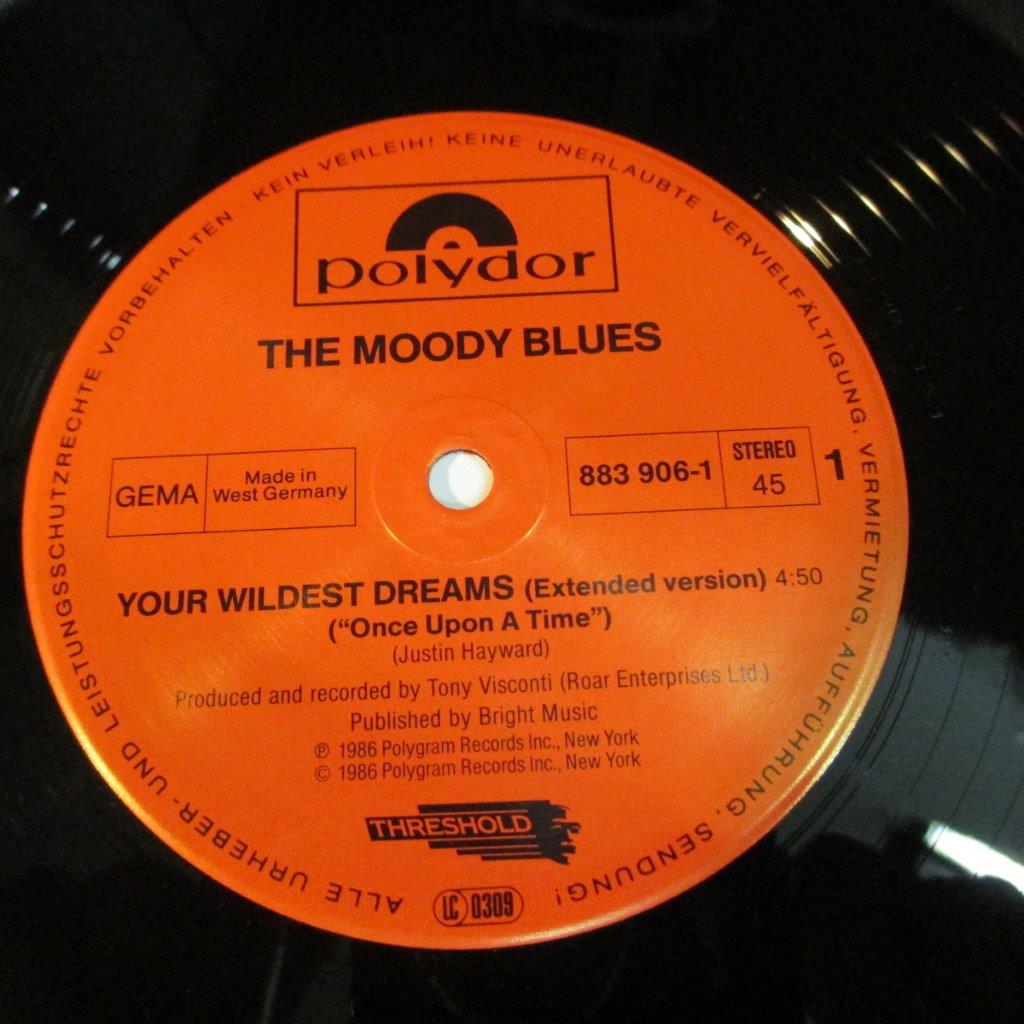 ALLE URHEBER- UND LEISTUNGSSCHUTZRECHTE VORBEHALTEN · KEIN VERLEIH! KEINE UNERLAUBTE VERVIELFÄLTIGUNG, VERMIETUNG, AUFFÜHRUNG, SENDUNG!
polydor
THE MOODY BLUES
GEMA
Made in
West Germany
883 906-1
STEREO
45
1
YOUR WILDEST DREAMS (Extended version) 4:50
(“Once Upon A Time”)
(Justin Hayward)
Produced and recorded by Tony Visconti (Roar Enterprises Ltd.)
Published by Bright Music
℗ 1986 Polygram Records Inc., New York
© 1986 Polygram Records Inc., New York
THRESHOLD
LC 0309